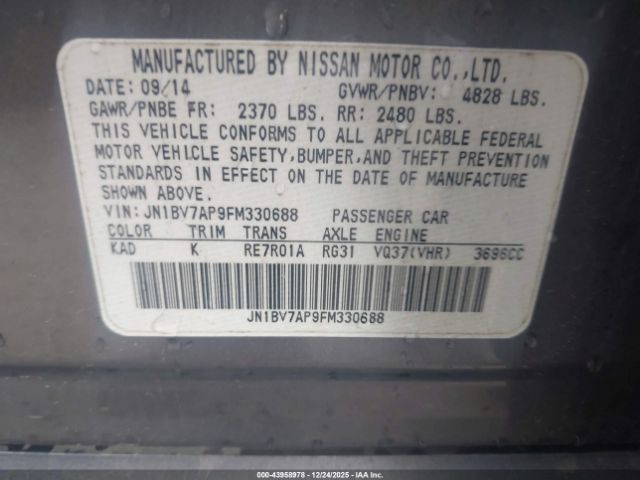 MANUFACTURED BY NISSAN MOTOR CO.,LTD.
DATE: 09/14 GVWR/PNBV: 4828 LBS.
GAWR/PNBE FR: 2370 LBS. RR: 2480 LBS.
THIS VEHICLE CONFORMS TO ALL APPLICABLE FEDERAL
MOTOR VEHICLE SAFETY,BUMPER,AND THEFT PREVENTION
STANDARDS IN EFFECT ON THE DATE OF MANUFACTURE
SHOWN ABOVE.
VIN:JN1BV7AP9FM330688 PASSENGER CAR
COLOR TRIM TRANS AXLE ENGINE
KAD K RE7R01A RG31 VQ37(VHR) 3696CC
JN1BV7AP9FM330688
000-43958978 • 12/24/2025 • IAA Inc.